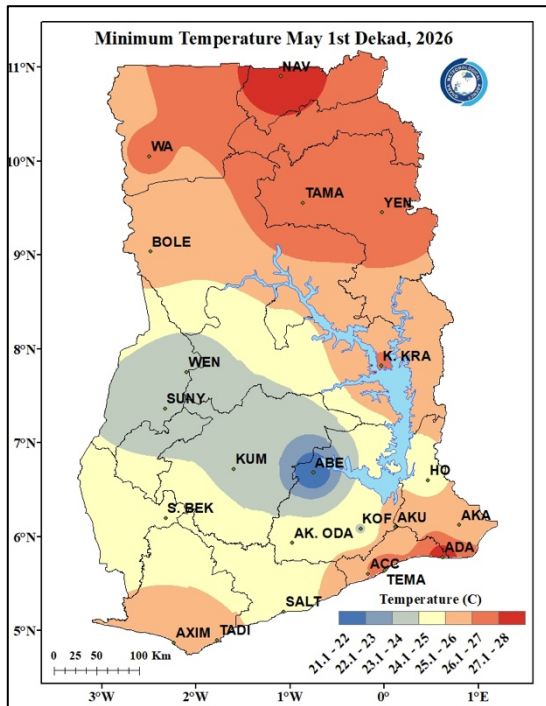 Minimum Temperature May 1st Dekad, 2026
11°N
10°N
9°N
8°N
7°N
6°N
5°N
NAV
WA
TAMA
YEN
BOLE
K. KRA
WEN
SUNY
KUM
ABE
HO
S. BEK
KOF
AKU
AKA
AK. ODA
ADA
ACC
TEMA
SALT
TADI
AXIM
Temperature (C)
21.1 - 22
22.1 - 23
23.1 - 24
24.1 - 25
25.1 - 26
26.1 - 27
27.1 - 28
0 25 50 100 Km
3°W 2°W 1°W 0° 1°E